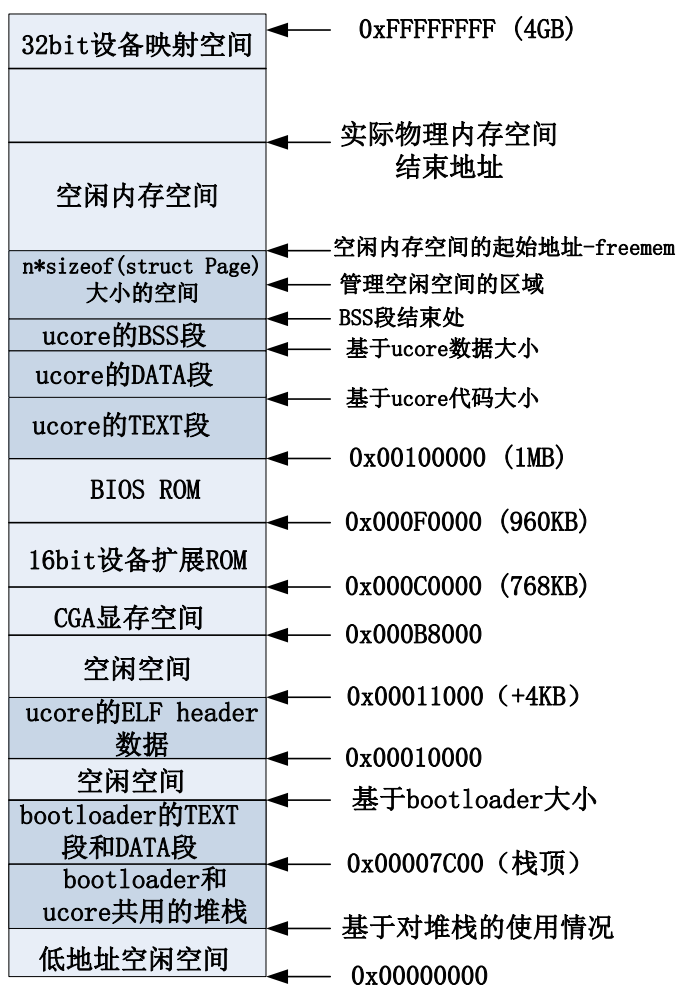 32bit设备映射空间
0xFFFFFFFF (4GB)
实际物理内存空间
结束地址
空闲内存空间
空闲内存空间的起始地址-freemem
n*sizeof(struct Page)
大小的空间
管理空闲空间的区域
BSS段结束处
ucore的BSS段
基于ucore数据大小
ucore的DATA段
基于ucore代码大小
ucore的TEXT段
0x00100000 (1MB)
BIOS ROM
0x000F0000 (960KB)
16bit设备扩展ROM
0x000C0000 (768KB)
CGA显存空间
0x000B8000
空闲空间
0x00011000（+4KB）
ucore的ELF header
数据
0x00010000
空闲空间
基于bootloader大小
bootloader的TEXT
段和DATA段
0x00007C00（栈顶）
bootloader和
ucore共用的堆栈
基于对堆栈的使用情况
低地址空闲空间
0x00000000